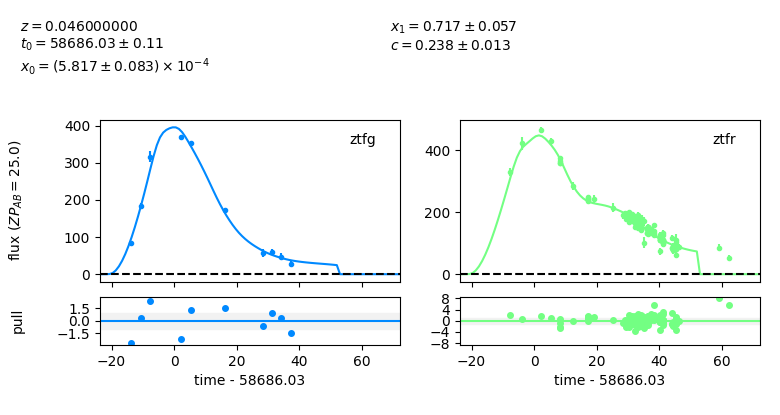 z = 0.046000000
t₀ = 58686.03 ± 0.11
x₀ = (5.817 ± 0.083) × 10⁻⁴
x₁ = 0.717 ± 0.057
c = 0.238 ± 0.013
flux (ZP_AB = 25.0)
400
300
200
100
0
ztfg
400
200
0
ztfr
pull
1.5
0.0
−1.5
−20 0 20 40 60
time - 58686.03
8
4
0
−4
−8
−20 0 20 40 60
time - 58686.03